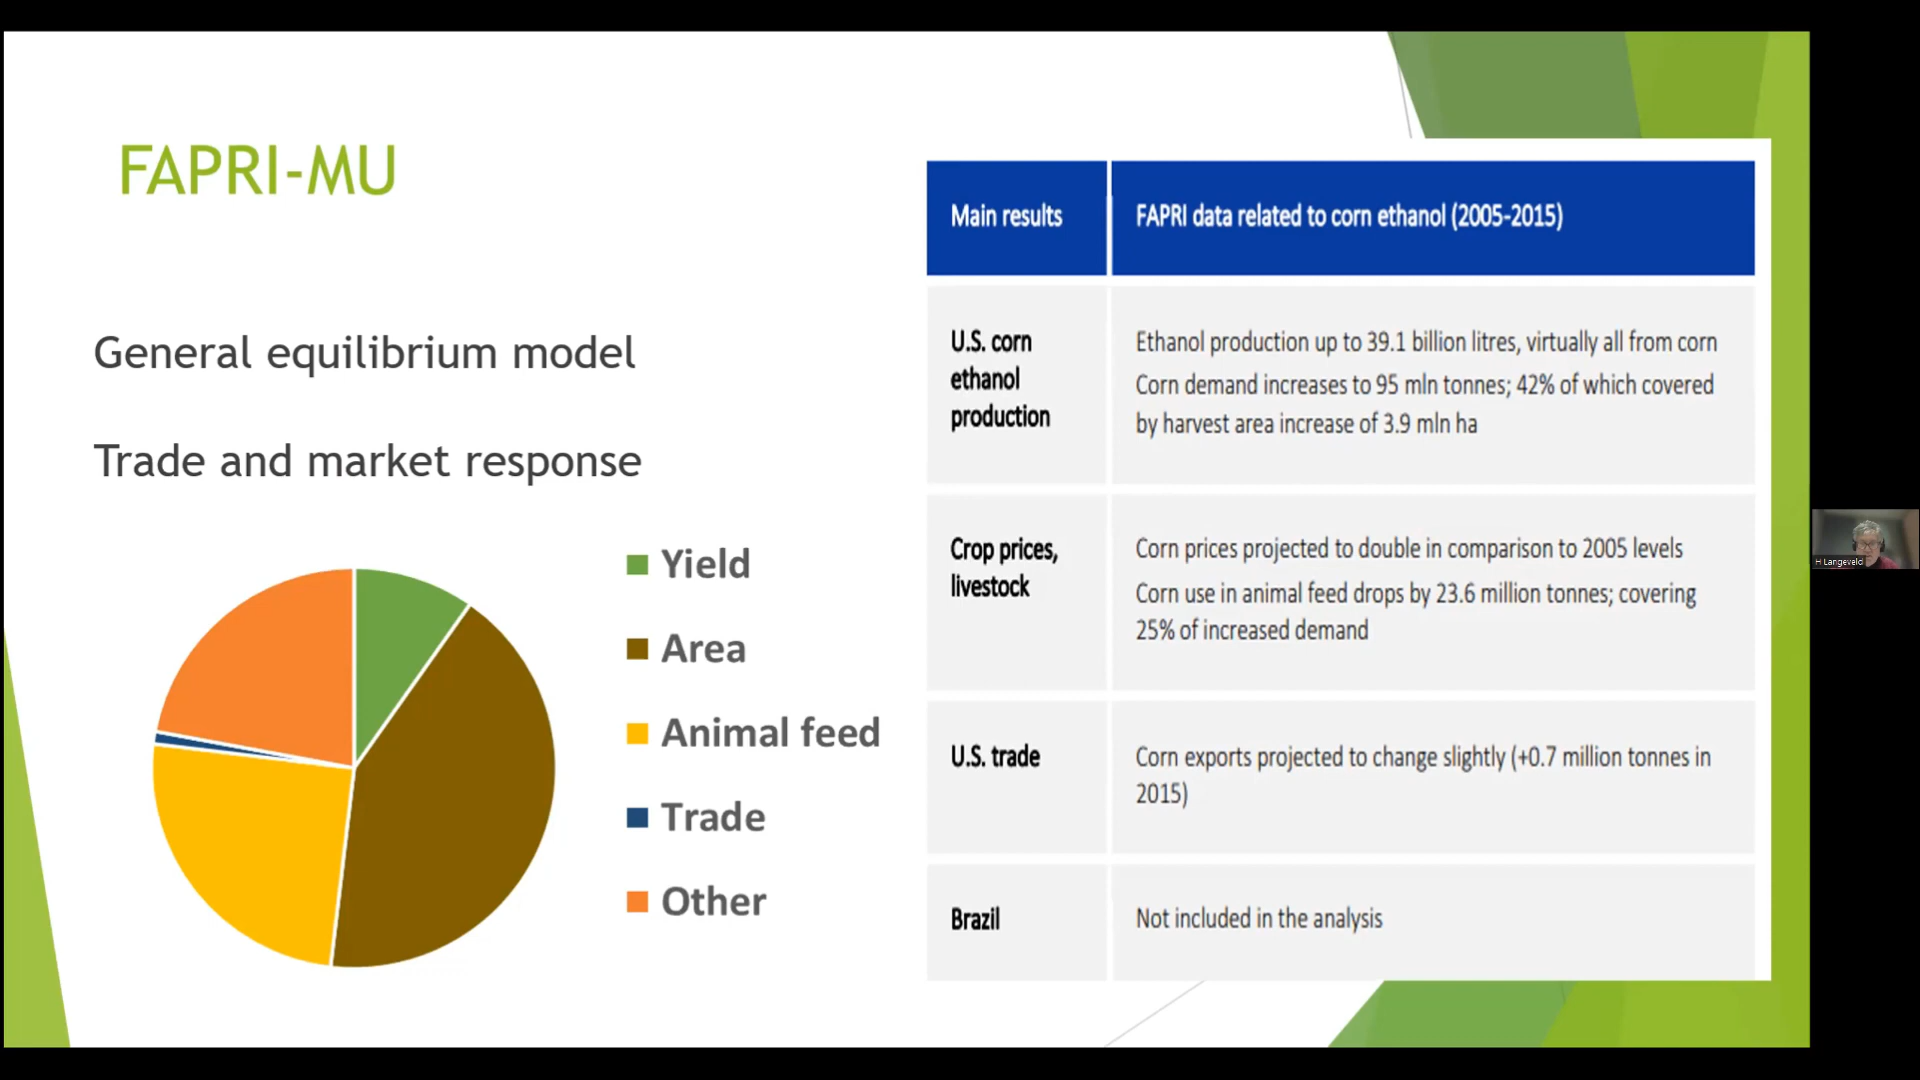 FAPRI-MU
General equilibrium model
Trade and market response
Yield
Area
Animal feed
Trade
Other
Main results
FAPRI data related to corn ethanol (2005-2015)
U.S. corn
ethanol
production
Ethanol production up to 39.1 billion litres, virtually all from corn
Corn demand increases to 95 mln tonnes; 42% of which covered
by harvest area increase of 3.9 mln ha
Crop prices,
livestock
Corn prices projected to double in comparison to 2005 levels
Corn use in animal feed drops by 23.6 million tonnes; covering
25% of increased demand
U.S. trade
Corn exports projected to change slightly (+0.7 million tonnes in
2015)
Brazil
Not included in the analysis
H Langeveld